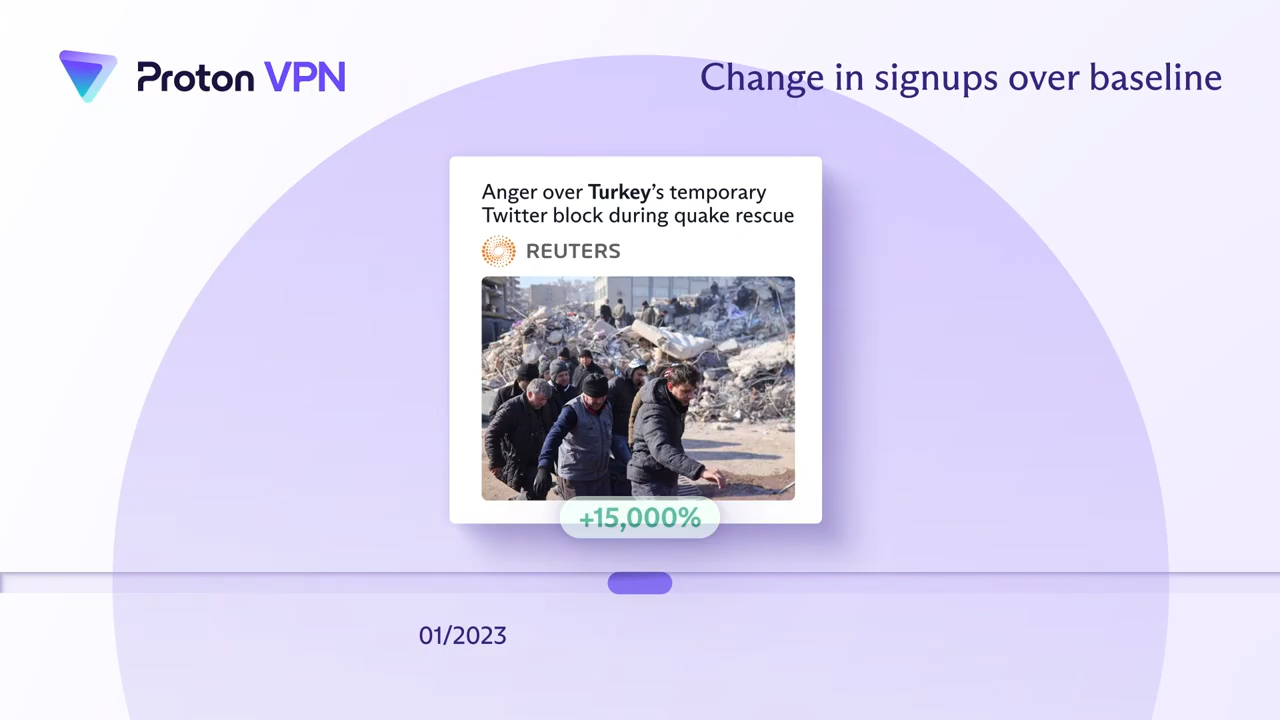 Proton VPN
Change in signups over baseline
Anger over Turkey's temporary
Twitter block during quake rescue
REUTERS
+15,000%
01/2023